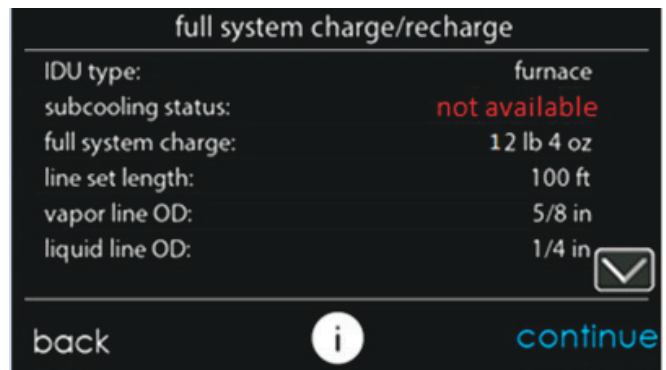 full system charge/recharge
IDU type: furnace
subcooling status: not available
full system charge: 12 lb 4 oz
line set length: 100 ft
vapor line OD: 5/8 in
liquid line OD: 1/4 in
back i continue